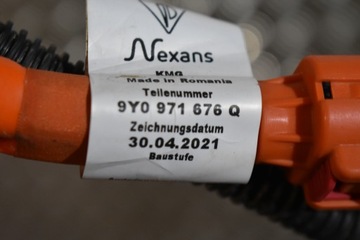 Nexans
KMG
Made in Romania
Teilenummer
9Y0 971 676 Q
Zeichnungsdatum
30.04.2021
Baustufe